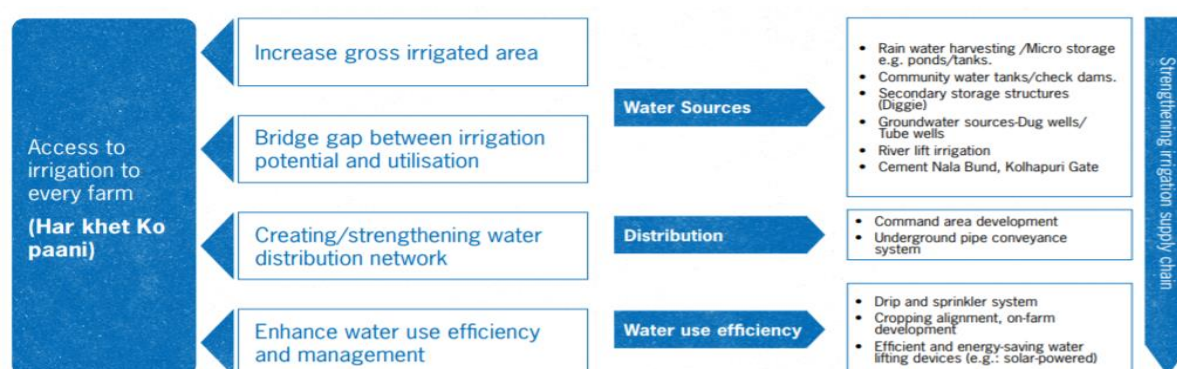 Access to
irrigation to
every farm
(Har khet Ko
paani)
Increase gross irrigated area
Bridge gap between irrigation
potential and utilisation
Creating/strengthening water
distribution network
Enhance water use efficiency
and management
Water Sources
• Rain water harvesting /Micro storage
e.g. ponds/tanks.
• Community water tanks/check dams.
• Secondary storage structures
(Diggie)
• Groundwater sources-Dug wells/
Tube wells
• River lift irrigation
• Cement Nala Bund, Kolhapuri Gate
Distribution
• Command area development
• Underground pipe conveyance
system
Water use efficiency
• Drip and sprinkler system
• Cropping alignment, on-farm
development
• Efficient and energy-saving water
lifting devices (e.g.: solar-powered)
Strengthening irrigation supply chain